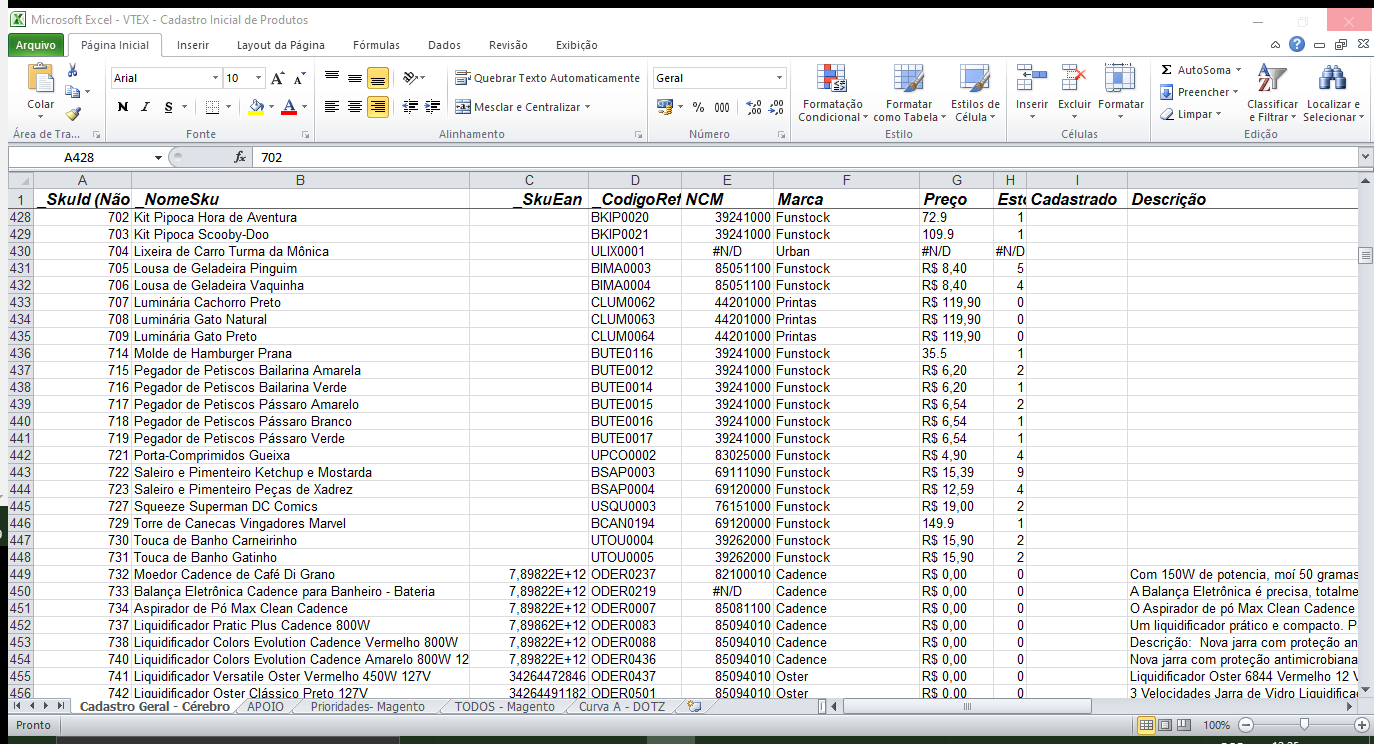 Microsoft Excel - VTEX - Cadastro Inicial de Produtos
Arquivo Página Inicial Inserir Layout da Página Fórmulas Dados Revisão Exibição
Arial 10 Quebrar Texto Automaticamente Geral AutoSoma
Colar N I S Mesclar e Centralizar % 000 Formatação Condicional Formatar como Tabela Estilos de Célula Inserir Excluir Formatar Preencher Limpar Classificar e Filtrar Localizar e Selecionar
Área de Tra... Fonte Alinhamento Número Estilo Células Edição
A428 fx 702
A B C D E F G H I
1 _SkuId (Não _NomeSku _SkuEan _CodigoRef NCM Marca Preço Esto Cadastrado Descrição
428 702 Kit Pipoca Hora de Aventura BKIP0020 39241000 Funstock 72.9 1
429 703 Kit Pipoca Scooby-Doo BKIP0021 39241000 Funstock 109.9 1
430 704 Lixeira de Carro Turma da Mônica ULIX0001 #N/D Urban #N/D #N/D
431 705 Lousa de Geladeira Pinguim BIMA0003 85051100 Funstock R$ 8,40 5
432 706 Lousa de Geladeira Vaquinha BIMA0004 85051100 Funstock R$ 8,40 4
433 707 Luminária Cachorro Preto CLUM0062 44201000 Printas R$ 119,90 0
434 708 Luminária Gato Natural CLUM0063 44201000 Printas R$ 119,90 0
435 709 Luminária Gato Preto CLUM0064 44201000 Printas R$ 119,90 0
436 714 Molde de Hamburger Prana BUTE0116 39241000 Funstock 35.5 1
437 715 Pegador de Petiscos Bailarina Amarela BUTE0012 39241000 Funstock R$ 6,20 2
438 716 Pegador de Petiscos Bailarina Verde BUTE0014 39241000 Funstock R$ 6,20 1
439 717 Pegador de Petiscos Pássaro Amarelo BUTE0015 39241000 Funstock R$ 6,54 2
440 718 Pegador de Petiscos Pássaro Branco BUTE0016 39241000 Funstock R$ 6,54 1
441 719 Pegador de Petiscos Pássaro Verde BUTE0017 39241000 Funstock R$ 6,54 1
442 721 Porta-Comprimidos Gueixa UPCO0002 83025000 Funstock R$ 4,90 4
443 722 Saleiro e Pimenteiro Ketchup e Mostarda BSAP0003 69111090 Funstock R$ 15,39 9
444 723 Saleiro e Pimenteiro Peças de Xadrez BSAP0004 69120000 Funstock R$ 12,59 4
445 727 Squeeze Superman DC Comics USQU0003 76151000 Funstock R$ 19,00 2
446 729 Torre de Canecas Vingadores Marvel BCAN0194 69120000 Funstock 149.9 1
447 730 Touca de Banho Carneirinho UTOU0004 39262000 Funstock R$ 15,90 2
448 731 Touca de Banho Gatinho UTOU0005 39262000 Funstock R$ 15,90 2
449 732 Moedor Cadence de Café Di Grano 7,89822E+12 ODER0237 82100010 Cadence R$ 0,00 0 Com 150W de potencia, moí 50 gramas
450 733 Balança Eletrônica Cadence para Banheiro - Bateria 7,89822E+12 ODER0219 #N/D Cadence R$ 0,00 0 A Balança Eletrônica é precisa, totalme
451 734 Aspirador de Pó Max Clean Cadence 7,89822E+12 ODER0007 85081100 Cadence R$ 0,00 0 O Aspirador de pó Max Clean Cadence
452 737 Liquidificador Pratic Plus Cadence 800W 7,89862E+12 ODER0083 85094010 Cadence R$ 0,00 0 Um liquidificador prático e compacto. P
453 738 Liquidificador Colors Evolution Cadence Vermelho 800W 7,89822E+12 ODER0088 85094010 Cadence R$ 0,00 0 Descrição: Nova jarra com proteção an
454 740 Liquidificador Colors Evolution Cadence Amarelo 800W 12 7,89822E+12 ODER0436 85094010 Cadence R$ 0,00 0 Nova jarra com proteção antimicrobiana
455 741 Liquidificador Versatile Oster Vermelho 450W 127V 34264472846 ODER0437 85094010 Oster R$ 0,00 0 Liquidificador Oster 6844 Vermelho 12 V
456 742 Liquidificador Oster Clássico Preto 127V 34264491182 ODER0501 85094010 Oster R$ 0,00 0 3 Velocidades Jarra de Vidro Liquidifica
Cadastro Geral - Cérebro APOIO Prioridades- Magento TODOS - Magento Curva A - DOTZ
Pronto 100%